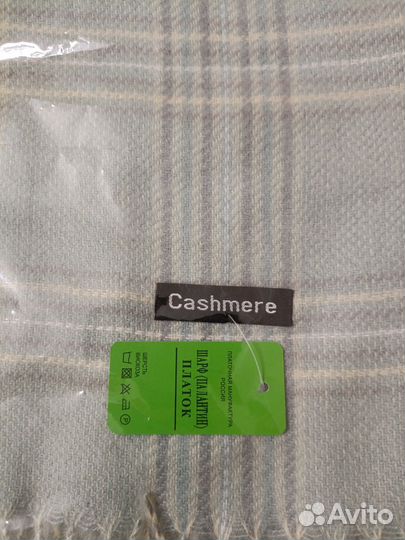 Cashmere
ПЛАТОЧНАЯ МАНУФАКТУРА
РОССИЯ
ШАРФ (ПАЛАНТИН)
ПЛАТОК
ШЕРСТЬ
ВИСКОЗА
Avito